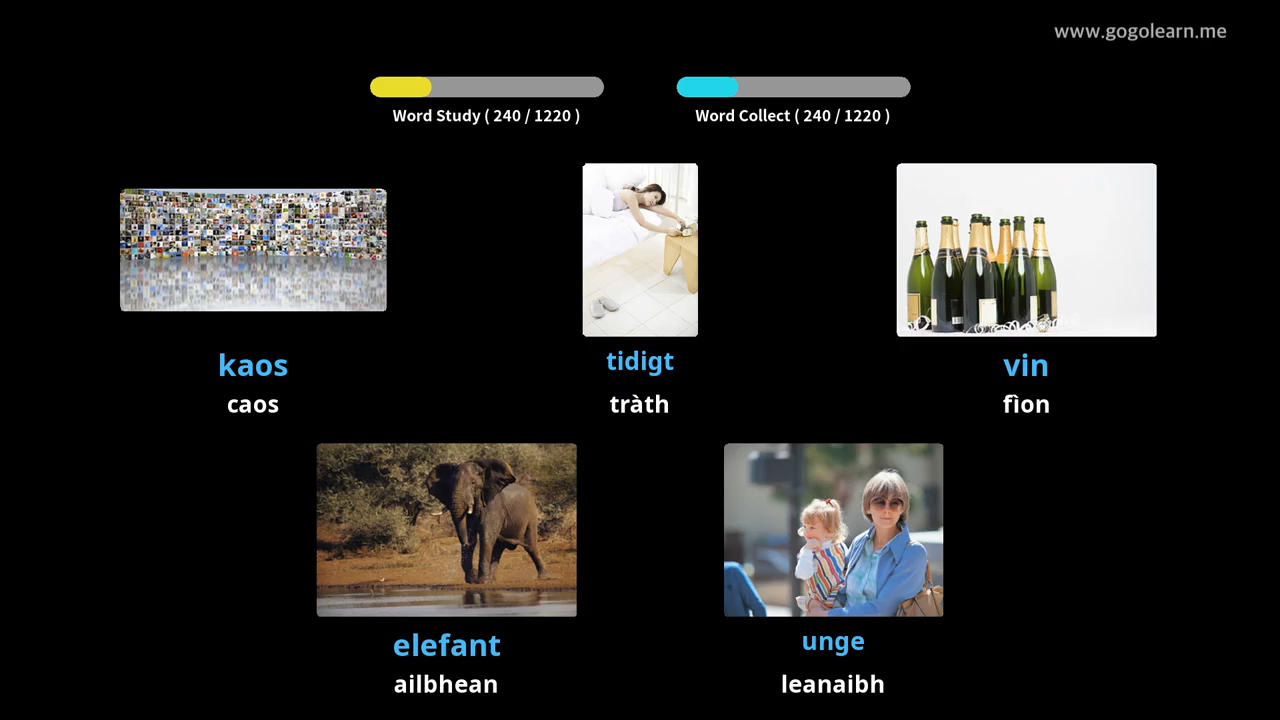 www.gogolearn.me
Word Study ( 240 / 1220 )
Word Collect ( 240 / 1220 )
kaos
caos
tidigt
tràth
vin
fìon
elefant
ailbhean
unge
leanaibh